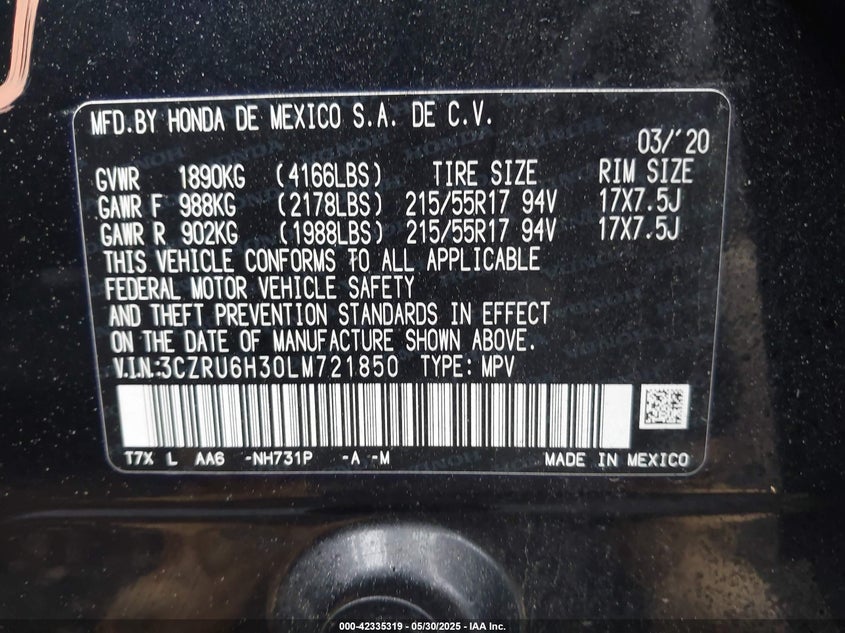 MFD.BY HONDA DE MEXICO S.A. DE C.V.
03/'20
GVWR 1890KG (4166LBS) TIRE SIZE RIM SIZE
GAWR F 988KG (2178LBS) 215/55R17 94V 17X7.5J
GAWR R 902KG (1988LBS) 215/55R17 94V 17X7.5J
THIS VEHICLE CONFORMS TO ALL APPLICABLE
FEDERAL MOTOR VEHICLE SAFETY
AND THEFT PREVENTION STANDARDS IN EFFECT
ON THE DATE OF MANUFACTURE SHOWN ABOVE.
V.I.N.:3CZRU6H30LM721850 TYPE: MPV
T7X L AA6 -NH731P -A -M MADE IN MEXICO
000-42335319 - 05/30/2025 - IAA Inc.